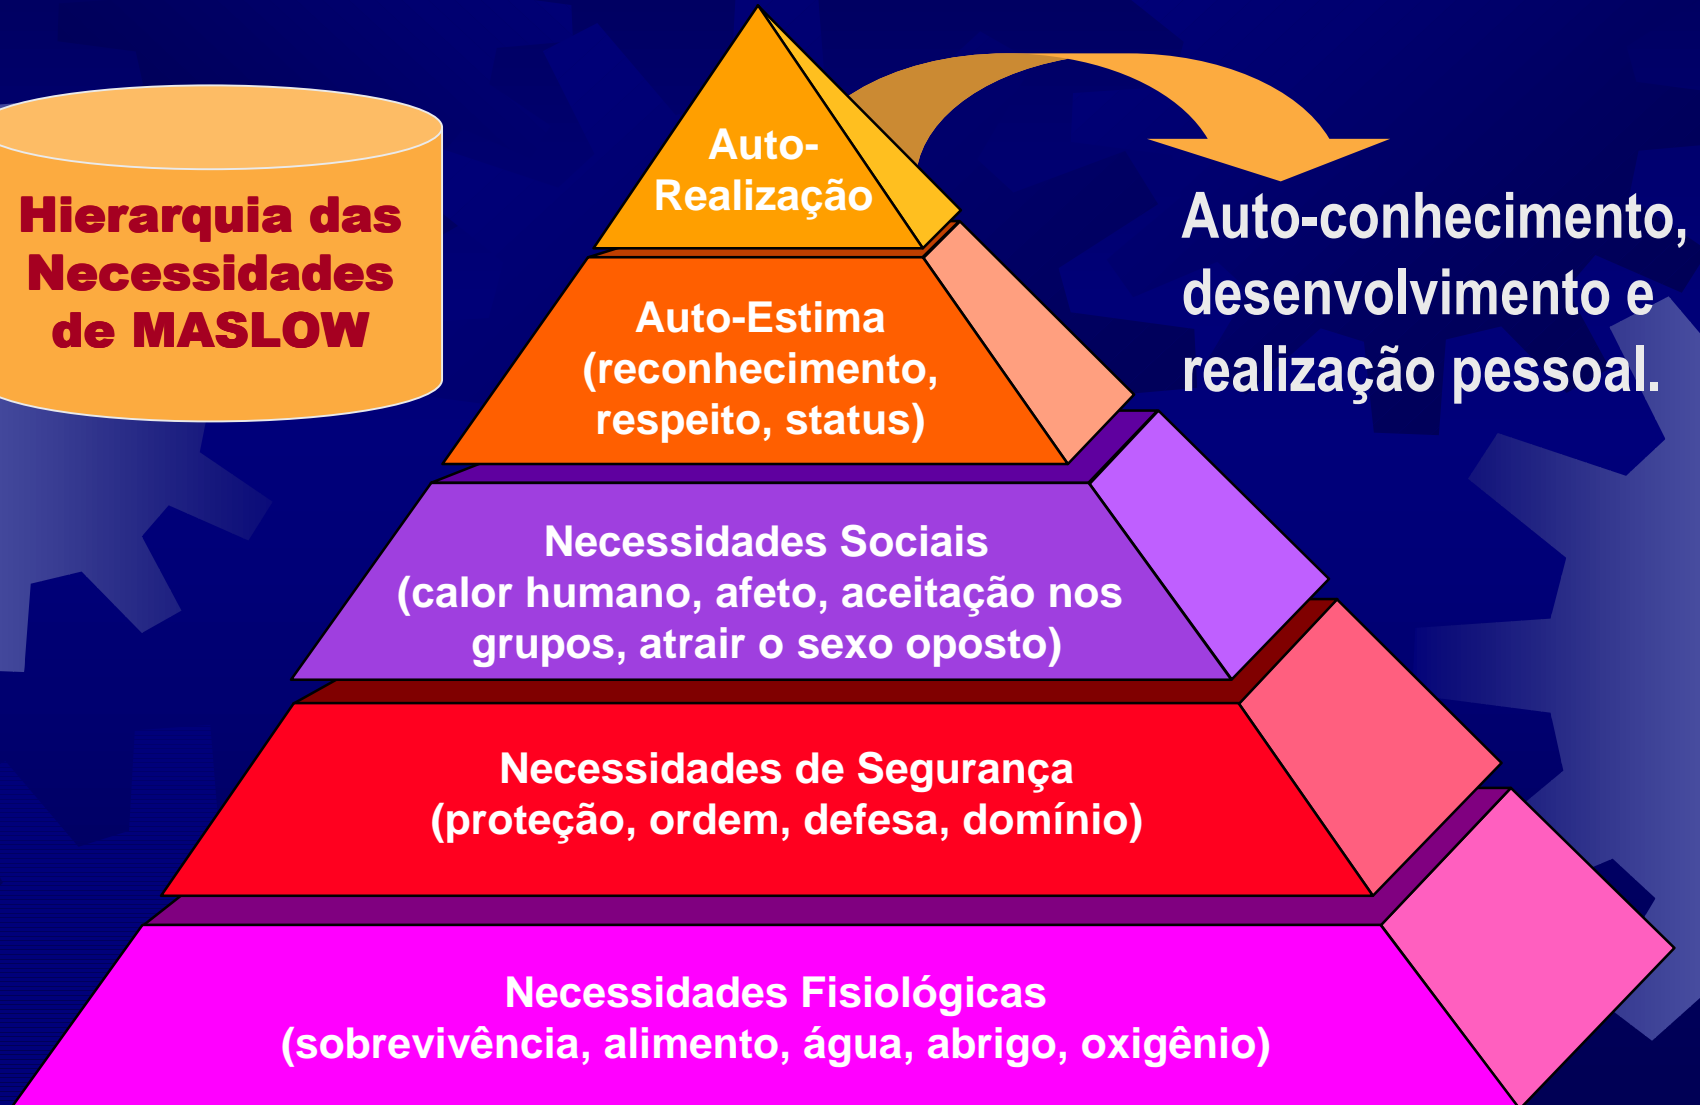 Hierarquia das
Necessidades
de MASLOW
Auto-
Realização
Auto-conhecimento,
desenvolvimento e
realização pessoal.
Auto-Estima
(reconhecimento,
respeito, status)
Necessidades Sociais
(calor humano, afeto, aceitação nos
grupos, atrair o sexo oposto)
Necessidades de Segurança
(proteção, ordem, defesa, domínio)
Necessidades Fisiológicas
(sobrevivência, alimento, água, abrigo, oxigênio)